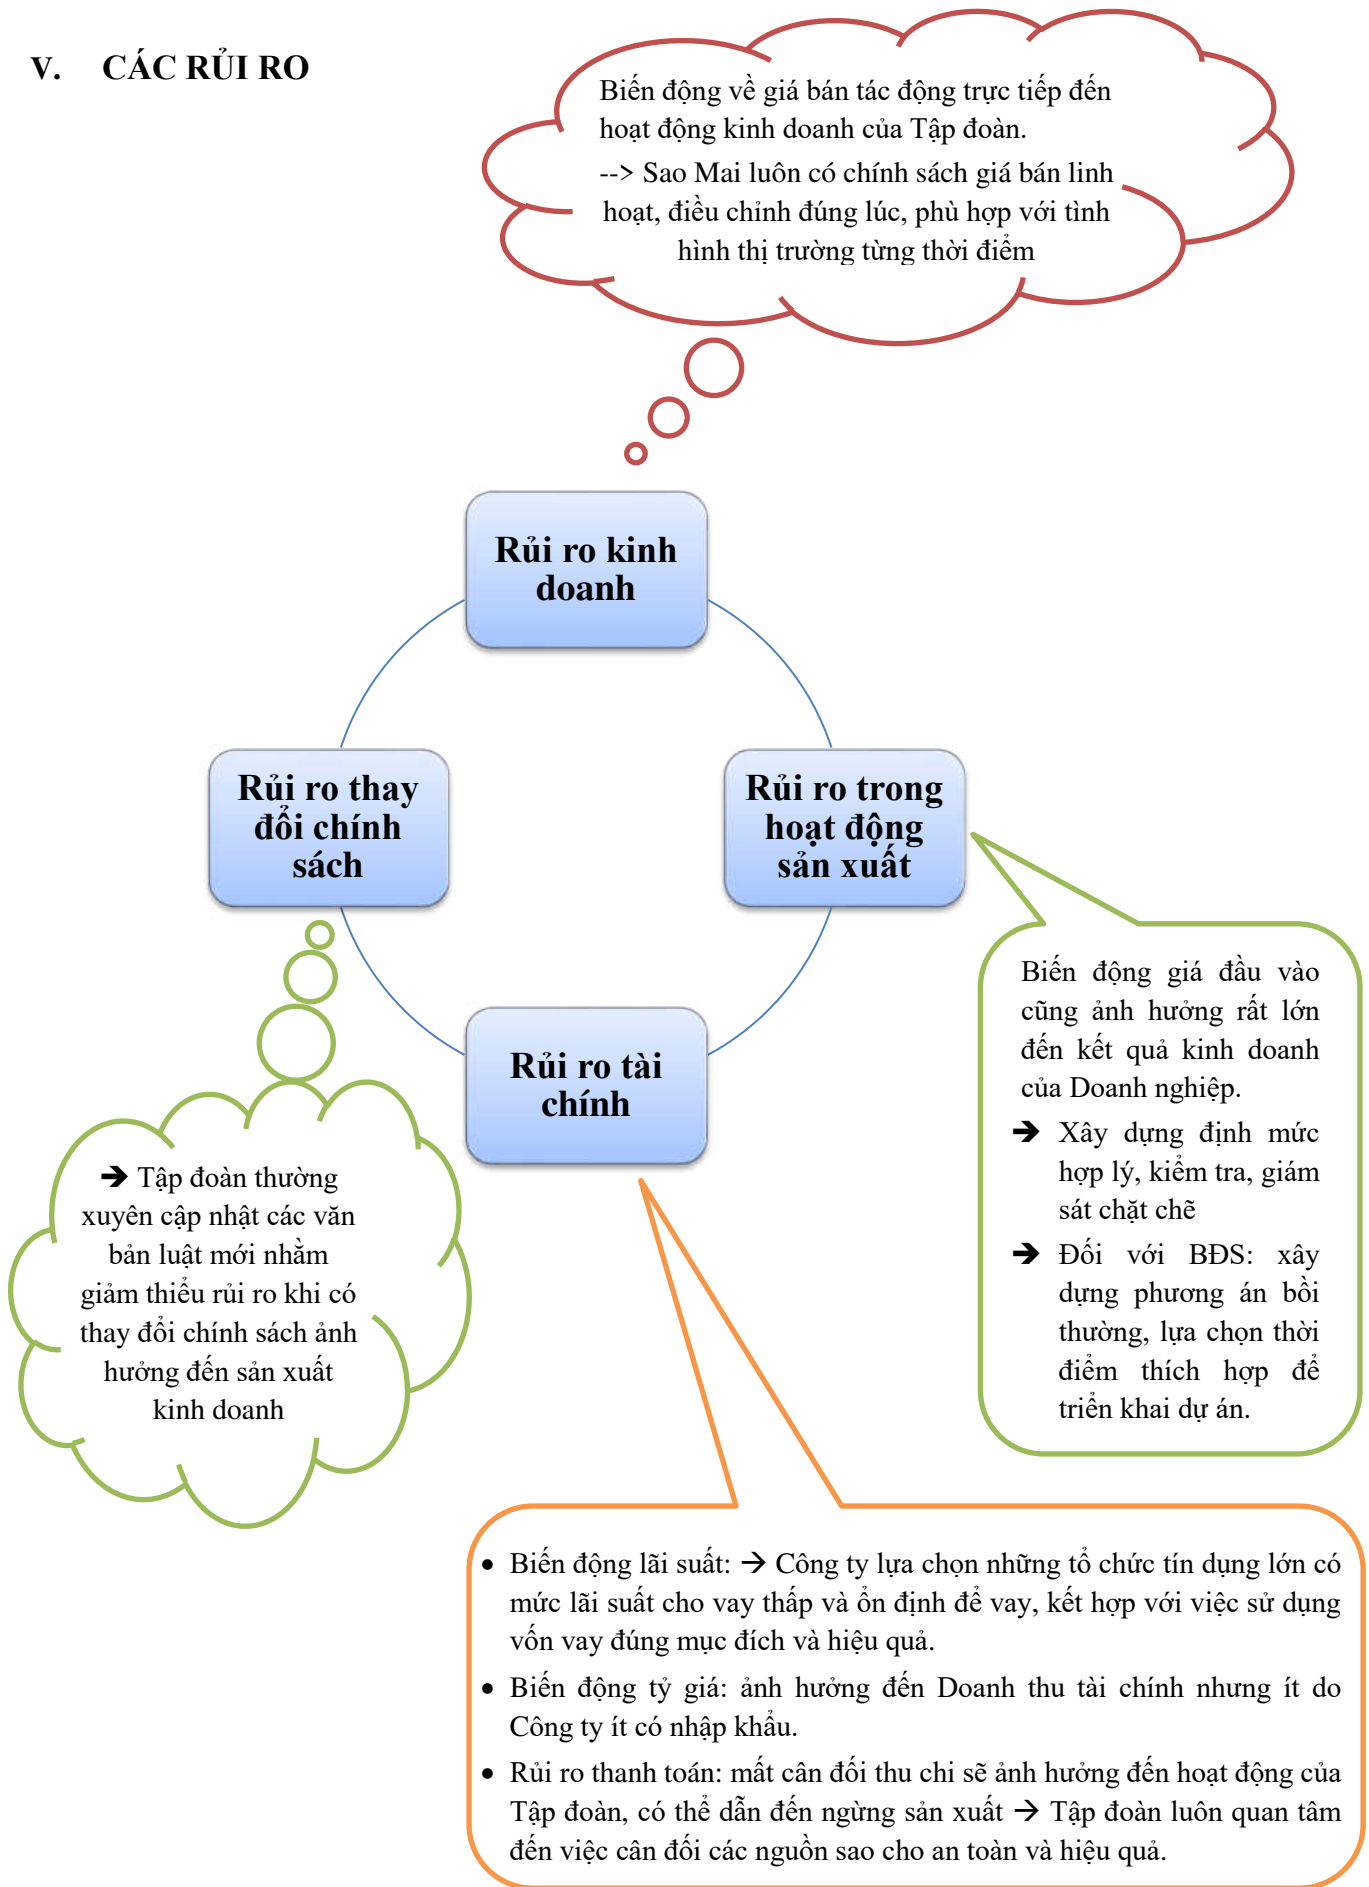 V. CÁC RỦI RO
Biến động về giá bán tác động trực tiếp đến
hoạt động kinh doanh của Tập đoàn.
--> Sao Mai luôn có chính sách giá bán linh
hoạt, điều chỉnh đúng lúc, phù hợp với tình
hình thị trường từng thời điểm
Rủi ro kinh
doanh
Rủi ro thay
đổi chính
sách
Rủi ro trong
hoạt động
sản xuất
Rủi ro tài
chính
Biến động giá đầu vào
cũng ảnh hưởng rất lớn
đến kết quả kinh doanh
của Doanh nghiệp.
➔ Xây dựng định mức
hợp lý, kiểm tra, giám
sát chặt chẽ
➔ Đối với BĐS: xây
dựng phương án bồi
thường, lựa chọn thời
điểm thích hợp để
triển khai dự án.
➔ Tập đoàn thường
xuyên cập nhật các văn
bản luật mới nhằm
giảm thiểu rủi ro khi có
thay đổi chính sách ảnh
hưởng đến sản xuất
kinh doanh
• Biến động lãi suất: → Công ty lựa chọn những tổ chức tín dụng lớn có
mức lãi suất cho vay thấp và ổn định để vay, kết hợp với việc sử dụng
vốn vay đúng mục đích và hiệu quả.
• Biến động tỷ giá: ảnh hưởng đến Doanh thu tài chính nhưng ít do
Công ty ít có nhập khẩu.
• Rủi ro thanh toán: mất cân đối thu chi sẽ ảnh hưởng đến hoạt động của
Tập đoàn, có thể dẫn đến ngừng sản xuất → Tập đoàn luôn quan tâm
đến việc cân đối các nguồn sao cho an toàn và hiệu quả.